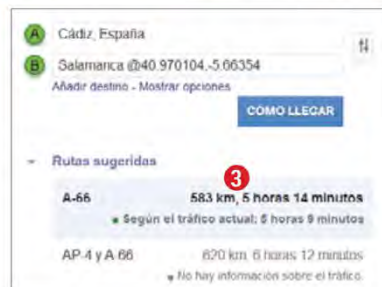 A Cádiz, España
B Salamanca @40.970104,-5.66354
Añadir destino - Mostrar opciones
CÓMO LLEGAR
Rutas sugeridas
3
A-66 583 km, 5 horas 14 minutos
Según el tráfico actual: 5 horas 9 minutos
AP-4 y A-66 620 km, 6 horas 12 minutos
No hay información sobre el tráfico.